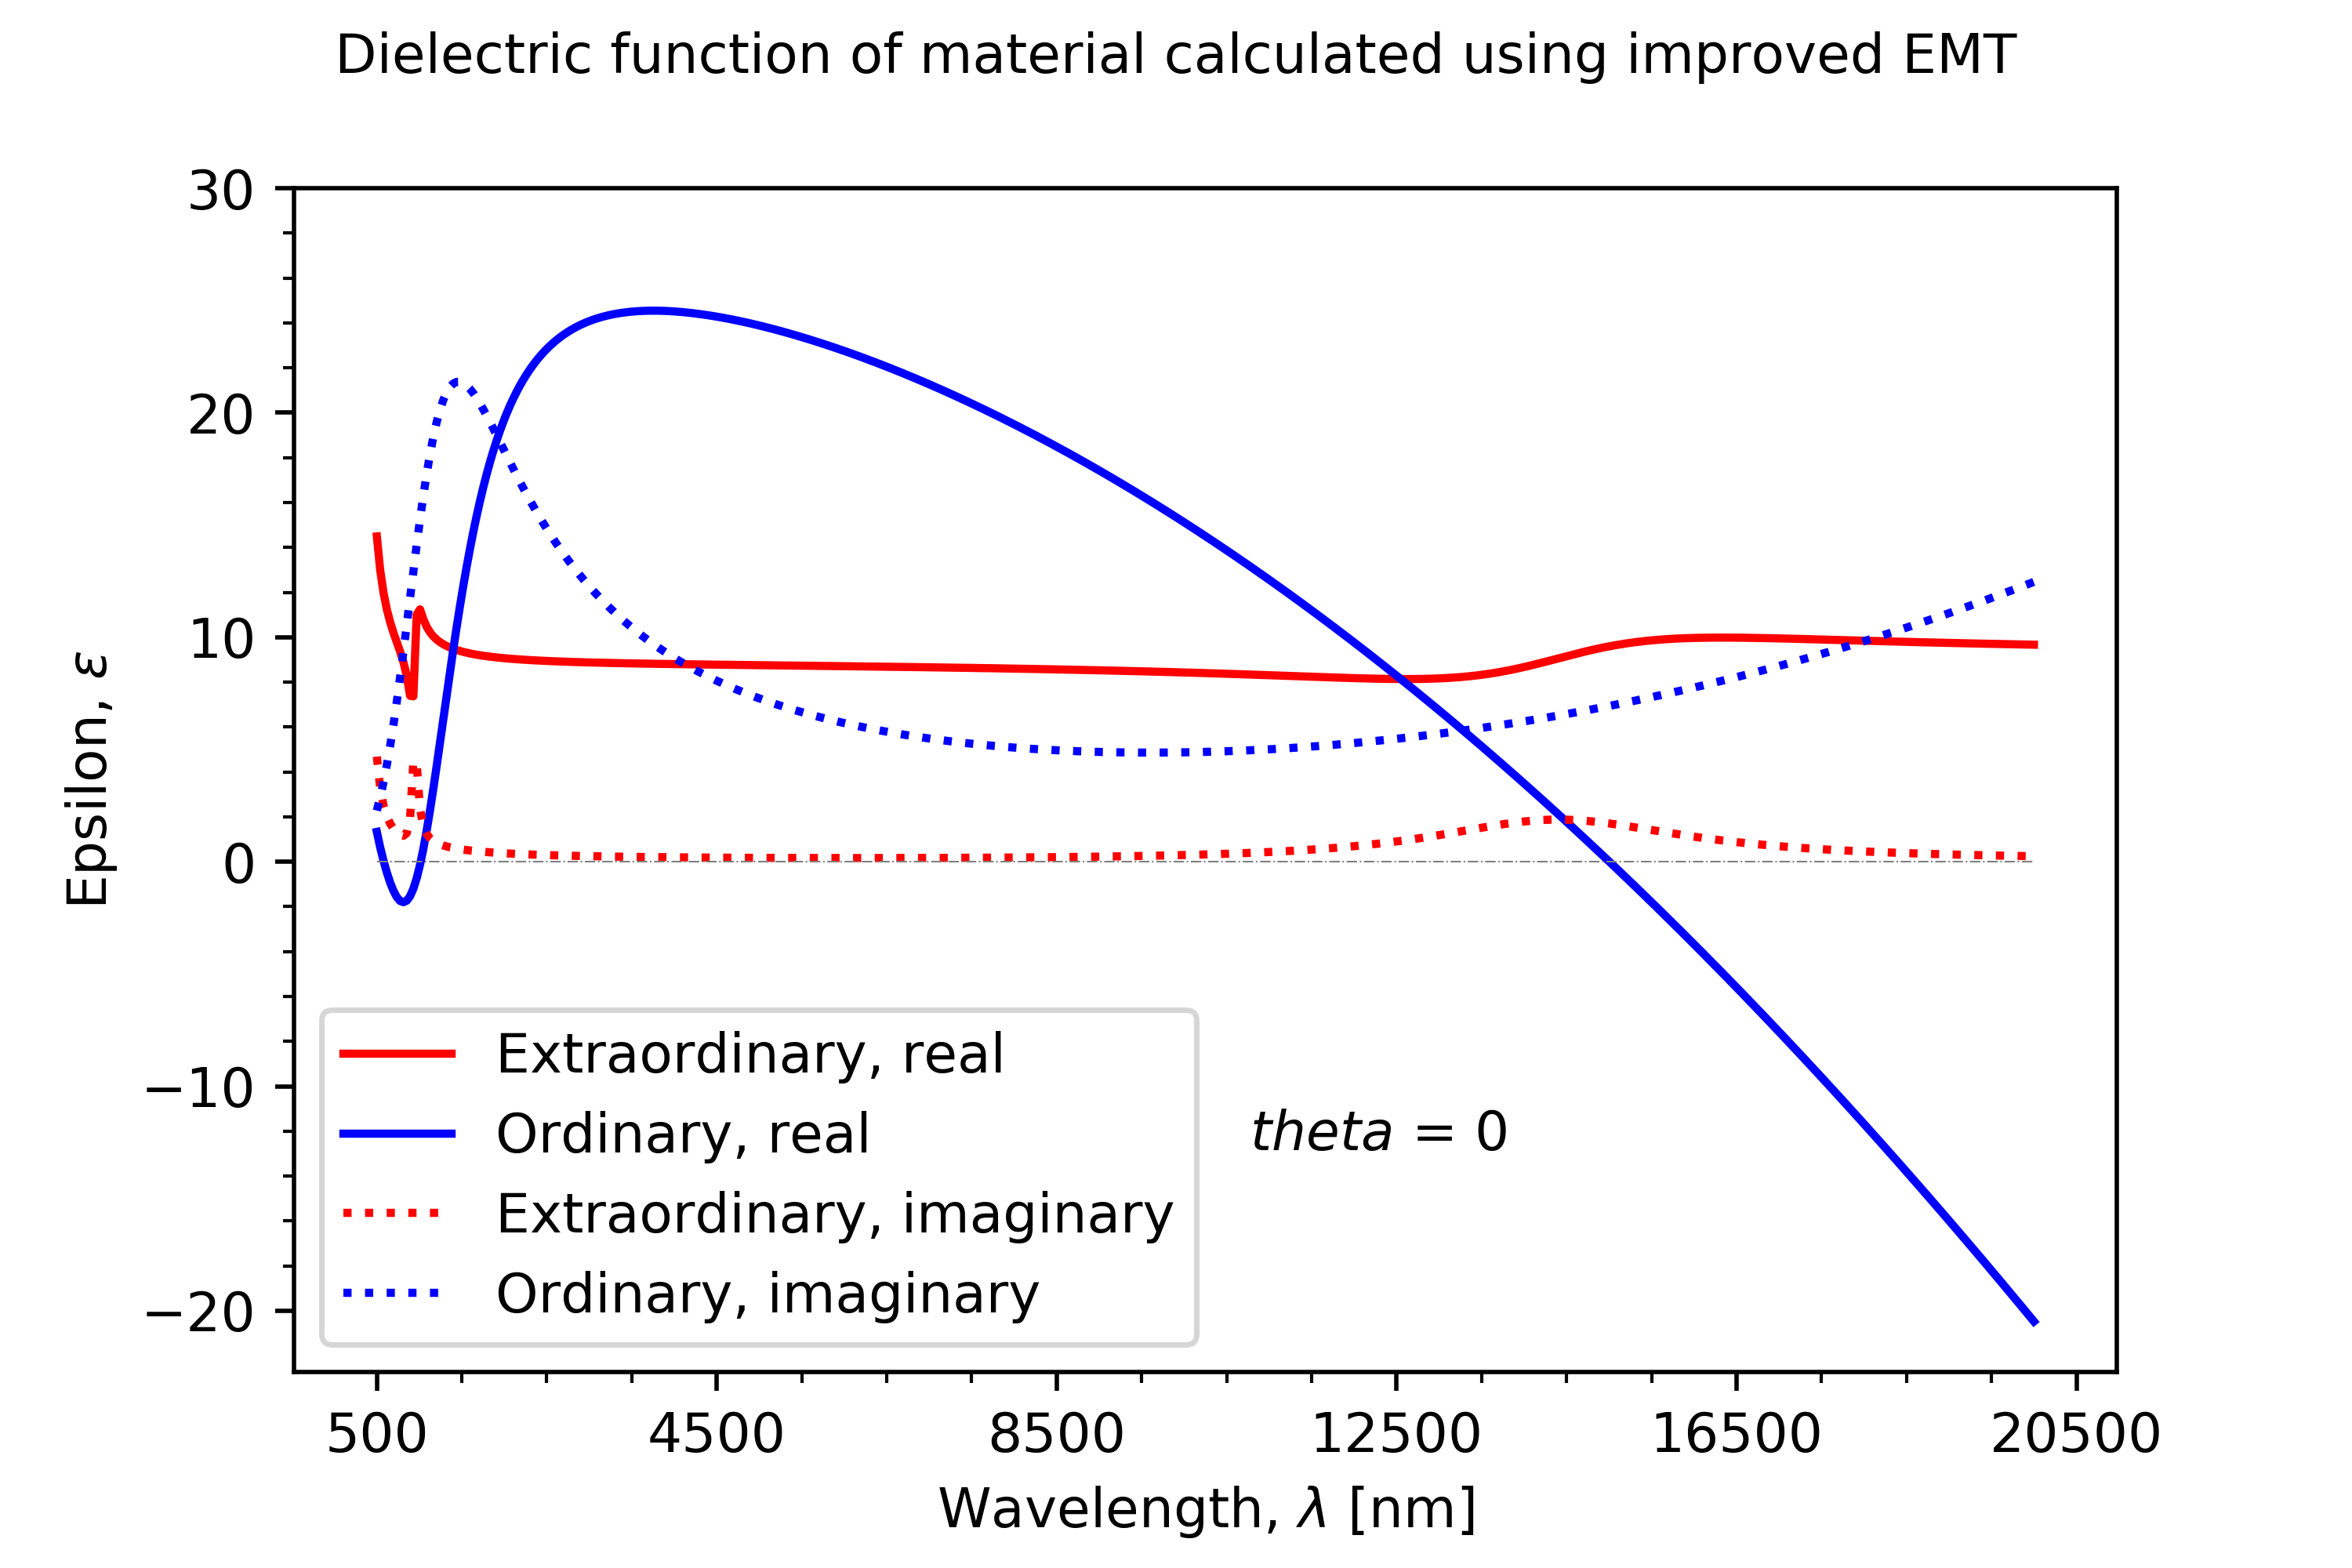 Dielectric function of material calculated using improved EMT
30
20
10
0
−10
−20
Epsilon, ε
Extraordinary, real
Ordinary, real
Extraordinary, imaginary
Ordinary, imaginary
theta = 0
500 4500 8500 12500 16500 20500
Wavelength, λ [nm]